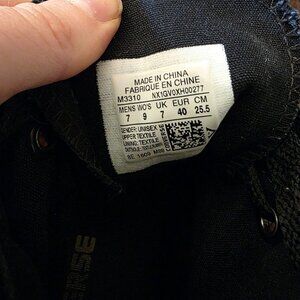 MADE IN CHINA
FABRIQUE EN CHINE
M3310 NX1GV0XH00277
MENS WO'S UK EUR CM
7 9 7 40 25.5
GENDER: UNISEX
UPPER: TEXTILE
LINING: TEXTILE